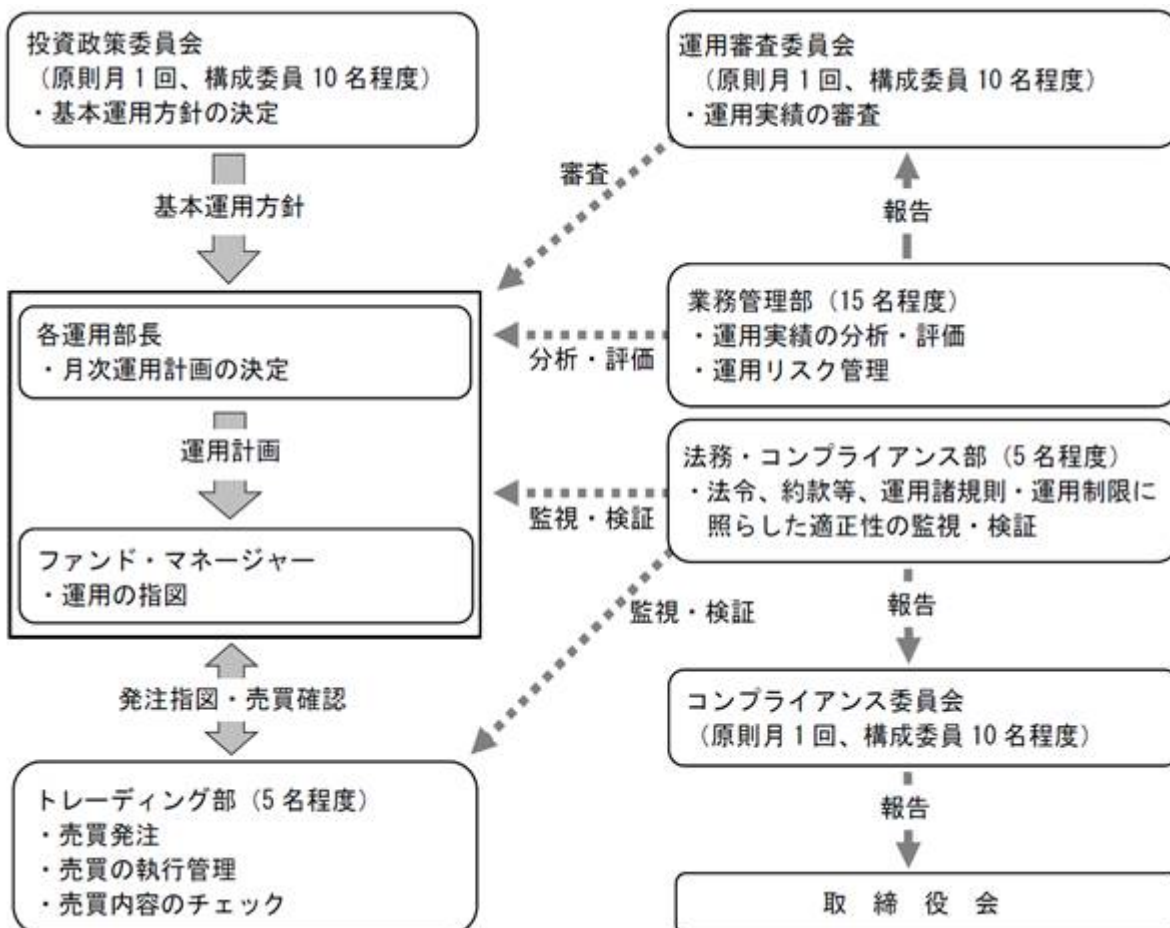 投資政策委員会
（原則月1回、構成委員10名程度）
・基本運用方針の決定
基本運用方針
各運用部長
・月次運用計画の決定
運用計画
ファンド・マネージャー
・運用の指図
発注指図・売買確認
トレーディング部（5名程度）
・売買発注
・売買の執行管理
・売買内容のチェック
運用審査委員会
（原則月1回、構成委員10名程度）
・運用実績の審査
審査
報告
業務管理部（15名程度）
・運用実績の分析・評価
・運用リスク管理
分析・評価
法務・コンプライアンス部（5名程度）
・法令、約款等、運用諸規則・運用制限に
照らした適正性の監視・検証
監視・検証
監視・検証
報告
コンプライアンス委員会
（原則月1回、構成委員10名程度）
報告
取　締　役　会